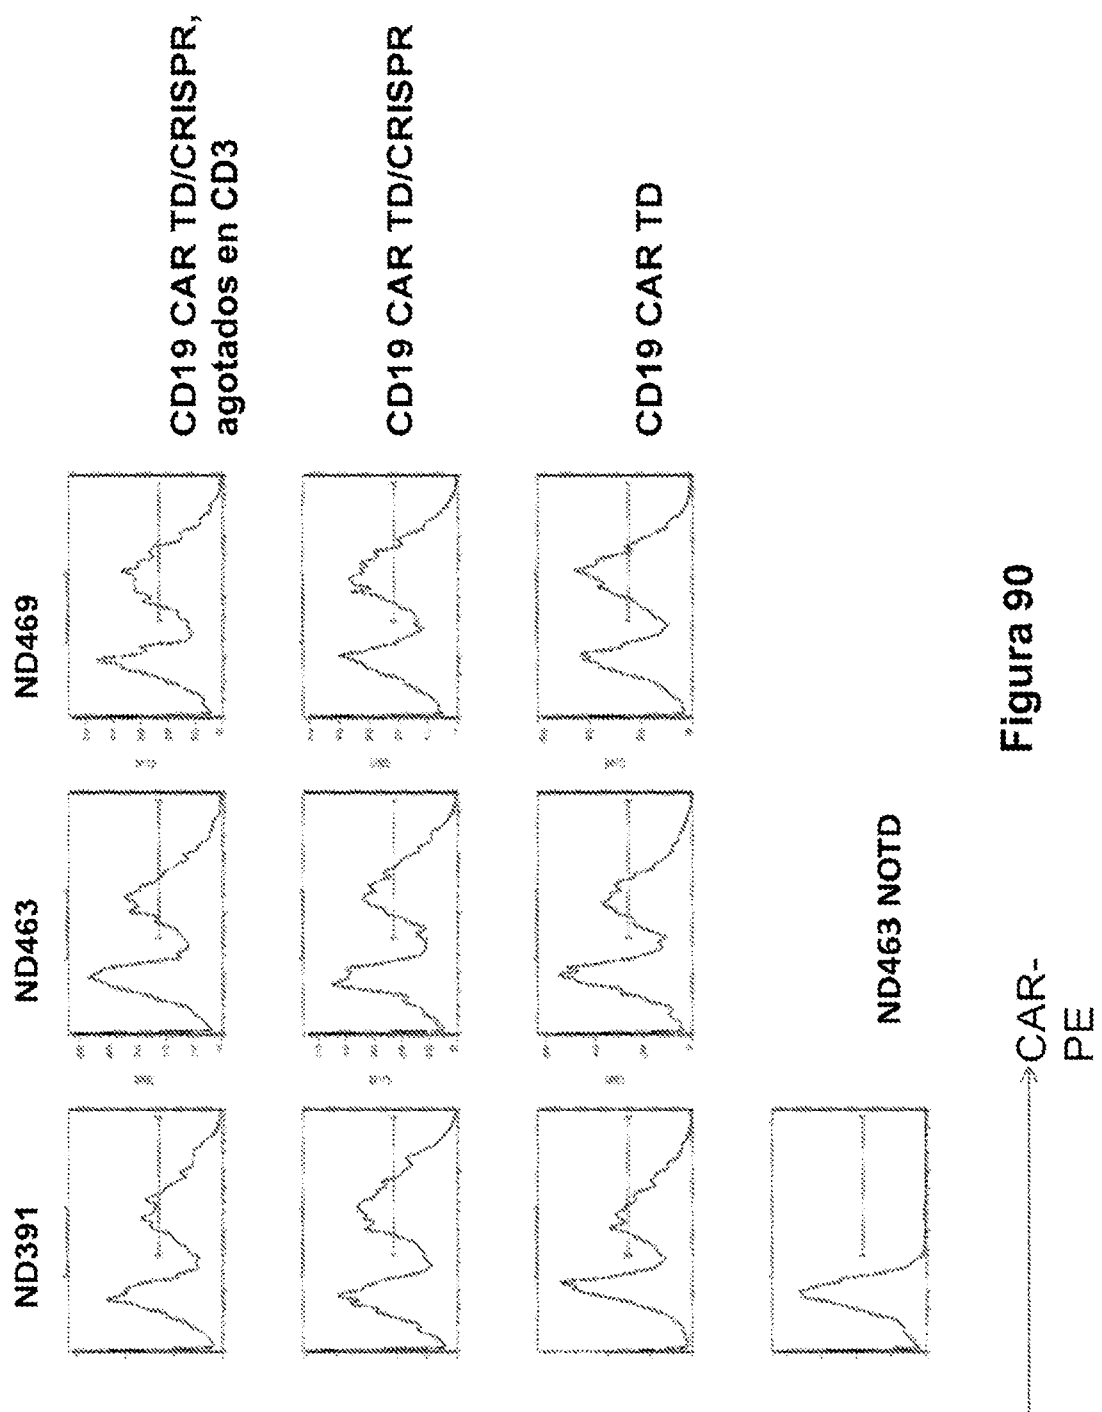 ND391
ND463
ND469
CD19 CAR TD/CRISPR,
agotados en CD3
CD19 CAR TD/CRISPR
CD19 CAR TD
ND463 NOTD
CAR-
PE
Figura 90